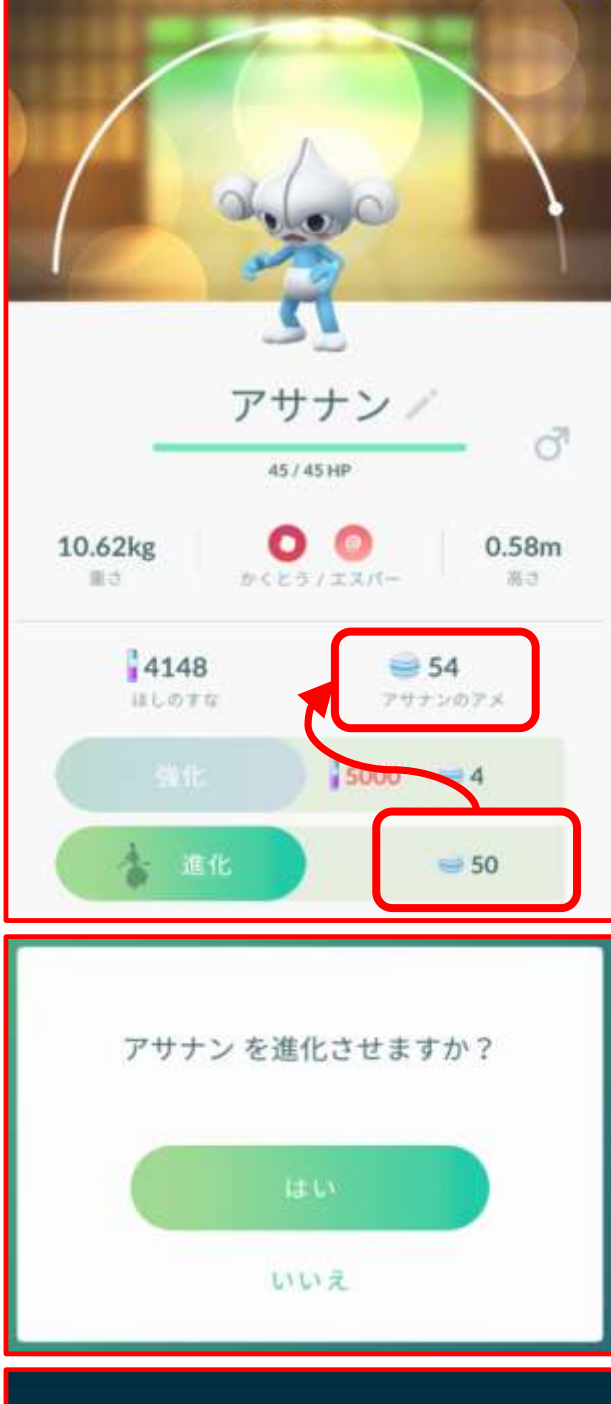 アサナン
45 / 45 HP
10.62kg
重さ
かくとう / エスパー
0.58m
高さ
4148
ほしのすな
54
アサナンのアメ
強化
5000
4
進化
50
アサナン を進化させますか？
はい
いいえ